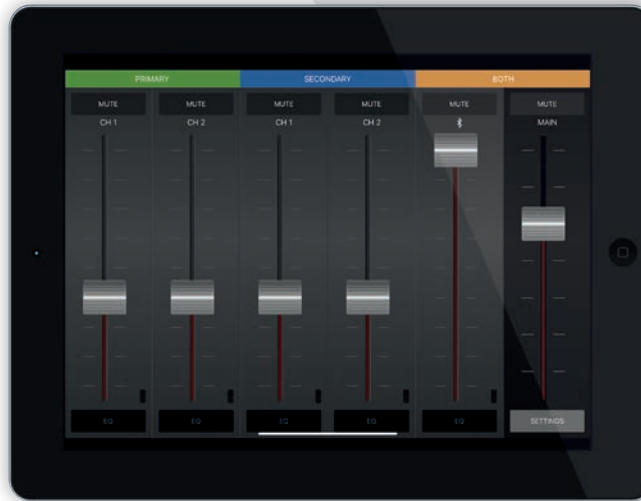 PRIMARY SECONDARY BOTH
MUTE MUTE MUTE MUTE MUTE MUTE
CH 1 CH 2 CH 1 CH 2 MAIN
EQ EQ EQ EQ EQ SETTINGS